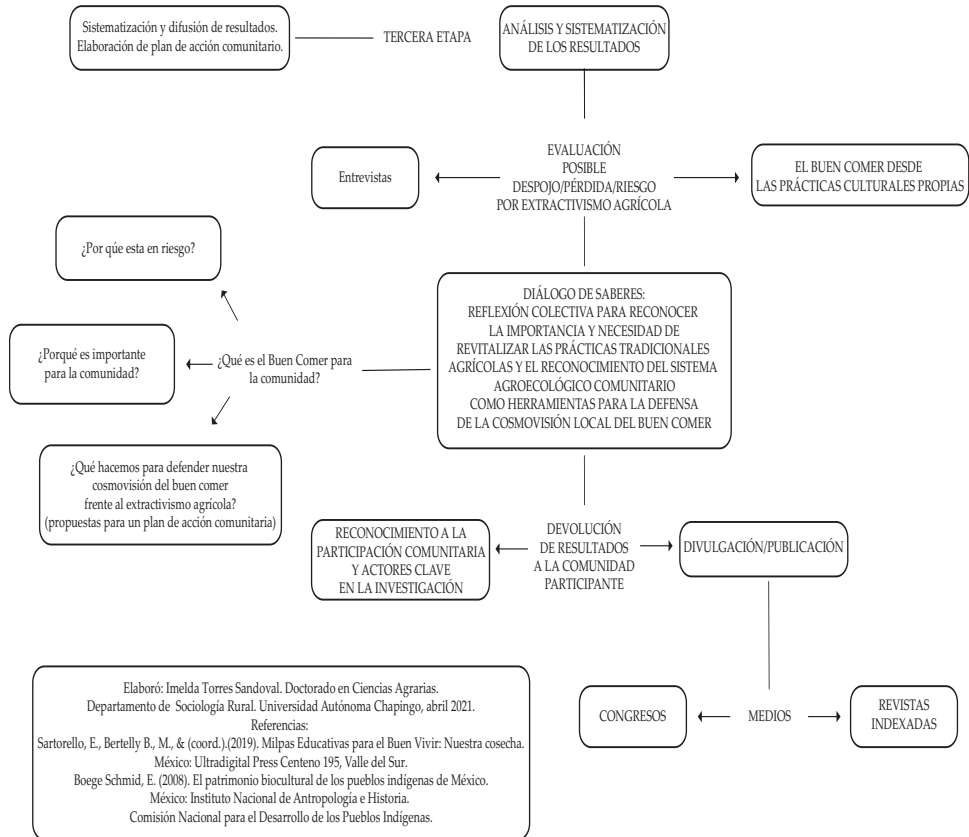 Sistematización y difusión de resultados.
Elaboración de plan de acción comunitario.
TERCERA ETAPA
ANÁLISIS Y SISTEMATIZACIÓN
DE LOS RESULTADOS
Entrevistas
EVALUACIÓN
POSIBLE
DESPOJO/PÉRDIDA/RIESGO
POR EXTRACTIVISMO AGRÍCOLA
EL BUEN COMER DESDE
LAS PRÁCTICAS CULTURALES PROPIAS
¿Por qúe esta en riesgo?
¿Porqué es importante
para la comunidad?
¿Qué es el Buen Comer para
la comunidad?
DIÁLOGO DE SABERES:
REFLEXIÓN COLECTIVA PARA RECONOCER
LA IMPORTANCIA Y NECESIDAD DE
REVITALIZAR LAS PRÁCTICAS TRADICIONALES
AGRÍCOLAS Y EL RECONOCIMIENTO DEL SISTEMA
AGROECOLÓGICO COMUNITARIO
COMO HERRAMIENTAS PARA LA DEFENSA
DE LA COSMOVISIÓN LOCAL DEL BUEN COMER
¿Qué hacemos para defender nuestra
cosmovisión del buen comer
frente al extractivismo agrícola?
(propuestas para un plan de acción comunitaria)
RECONOCIMIENTO A LA
PARTICIPACIÓN COMUNITARIA
Y ACTORES CLAVE
EN LA INVESTIGACIÓN
DEVOLUCIÓN
DE RESULTADOS
A LA COMUNIDAD
PARTICIPANTE
DIVULGACIÓN/PUBLICACIÓN
CONGRESOS
MEDIOS
REVISTAS
INDEXADAS
Elaboró: Imelda Torres Sandoval. Doctorado en Ciencias Agrarias.
Departamento de Sociología Rural. Universidad Autónoma Chapingo, abril 2021.
Referencias:
Sartorello, E., Bertelly B., M., & (coord.).(2019). Milpas Educativas para el Buen Vivir: Nuestra cosecha.
México: Ultradigital Press Centeno 195, Valle del Sur.
Boege Schmid, E. (2008). El patrimonio biocultural de los pueblos indígenas de México.
México: Instituto Nacional de Antropología e Historia.
Comisión Nacional para el Desarrollo de los Pueblos Indígenas.